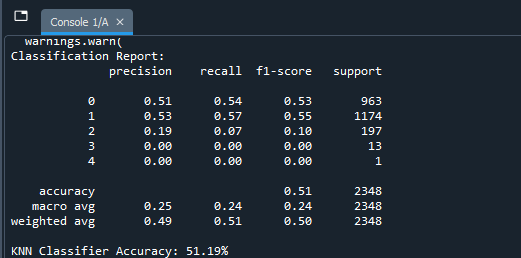 Console 1/A ×
warnings.warn(
Classification Report:
precision recall f1-score support
0 0.51 0.54 0.53 963
1 0.53 0.57 0.55 1174
2 0.19 0.07 0.10 197
3 0.00 0.00 0.00 13
4 0.00 0.00 0.00 1
accuracy 0.51 2348
macro avg 0.25 0.24 0.24 2348
weighted avg 0.49 0.51 0.50 2348
KNN Classifier Accuracy: 51.19%